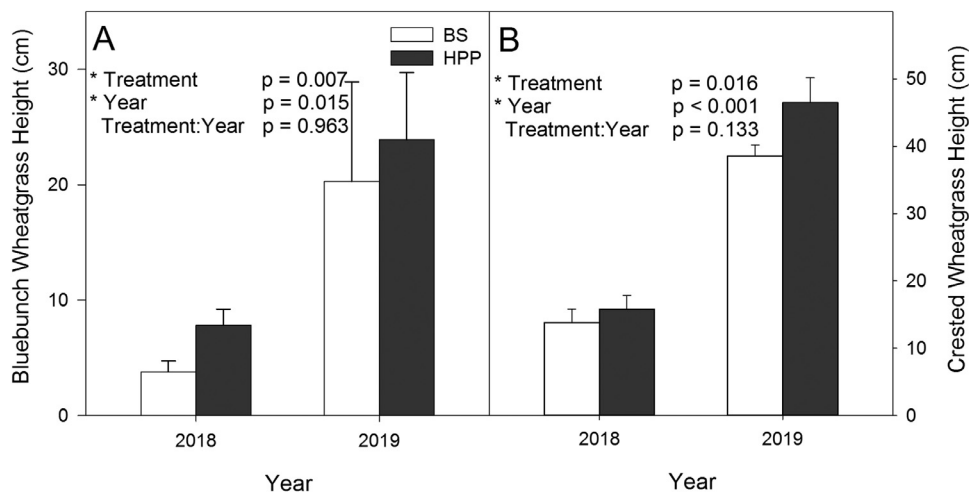 A
BS
HPP
* Treatment p = 0.007
* Year p = 0.015
Treatment:Year p = 0.963
Bluebunch Wheatgrass Height (cm)
30
20
10
0
2018
2019
Year
B
* Treatment p = 0.016
* Year p < 0.001
Treatment:Year p = 0.133
50
40
30
20
10
0
Crested Wheatgrass Height (cm)
2018
2019
Year